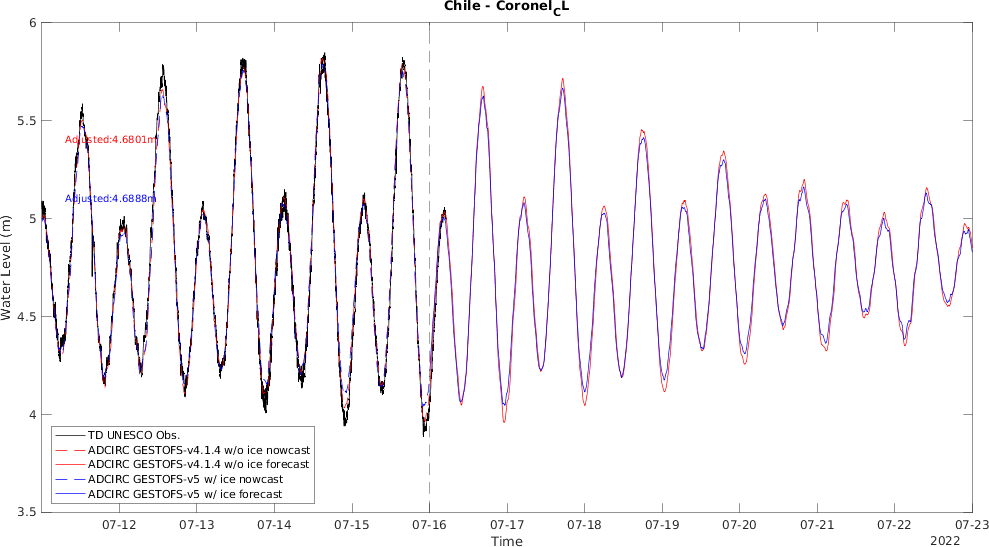 Chile - Coronel_CL
6
5.5
5
4.5
4
3.5
Water Level (m)
Adjusted:4.6801m
Adjusted:4.6888m
TD UNESCO Obs.
ADCIRC GESTOFS-v4.1.4 w/o ice nowcast
ADCIRC GESTOFS-v4.1.4 w/o ice forecast
ADCIRC GESTOFS-v5 w/ ice nowcast
ADCIRC GESTOFS-v5 w/ ice forecast
07-12 07-13 07-14 07-15 07-16 07-17 07-18 07-19 07-20 07-21 07-22 07-23
Time
2022